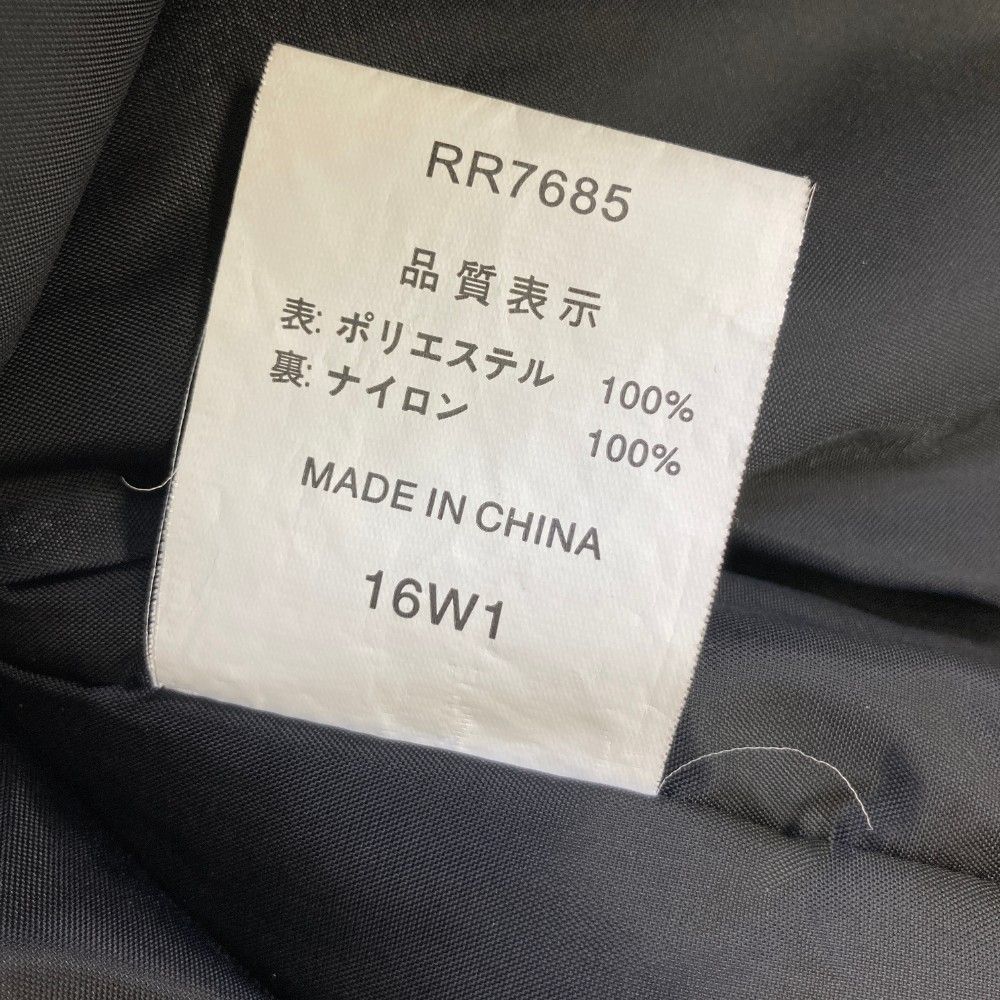 RR7685
品質表示
表: ポリエステル 100%
裏: ナイロン 100%
MADE IN CHINA
16W1